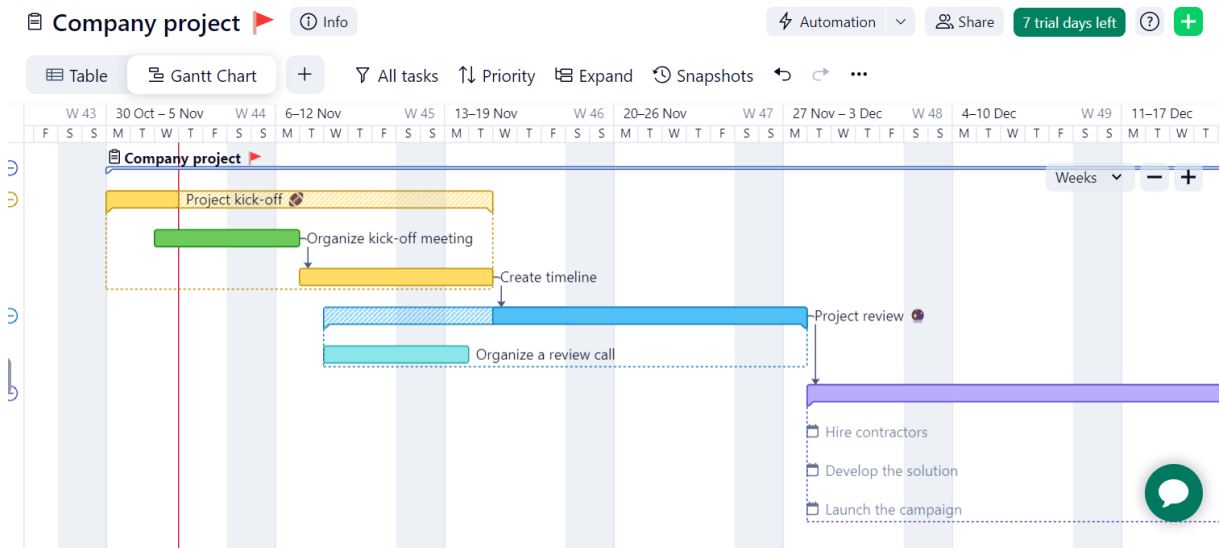 Company project
Info
Automation
Share
7 trial days left
?
+
Table
Gantt Chart
+
All tasks
Priority
Expand
Snapshots
W 43 30 Oct – 5 Nov W 44 6–12 Nov W 45 13–19 Nov W 46 20–26 Nov W 47 27 Nov – 3 Dec W 48 4–10 Dec W 49 11–17 Dec
F S S M T W T F S S M T W T F S S M T W T F S S M T W T F S S M T W T F S S M T W T F S S M T W T
Company project
Weeks
Project kick-off
Organize kick-off meeting
Create timeline
Project review
Organize a review call
Hire contractors
Develop the solution
Launch the campaign